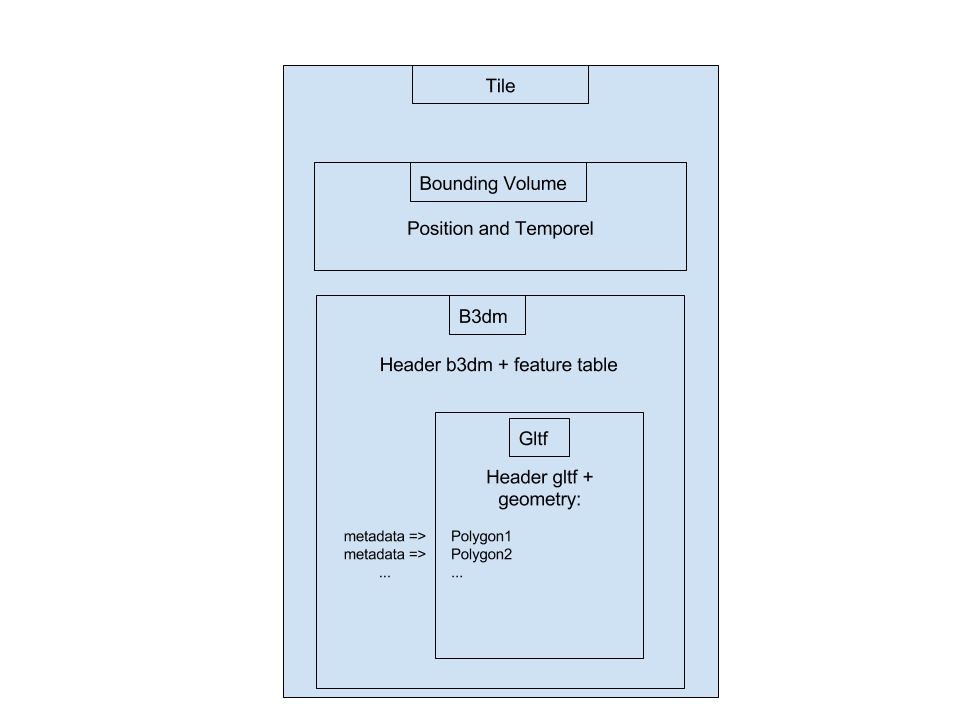 Tile
Bounding Volume
Position and Temporel
B3dm
Header b3dm + feature table
Gltf
Header gltf +
geometry:
metadata => Polygon1
metadata => Polygon2
... ...